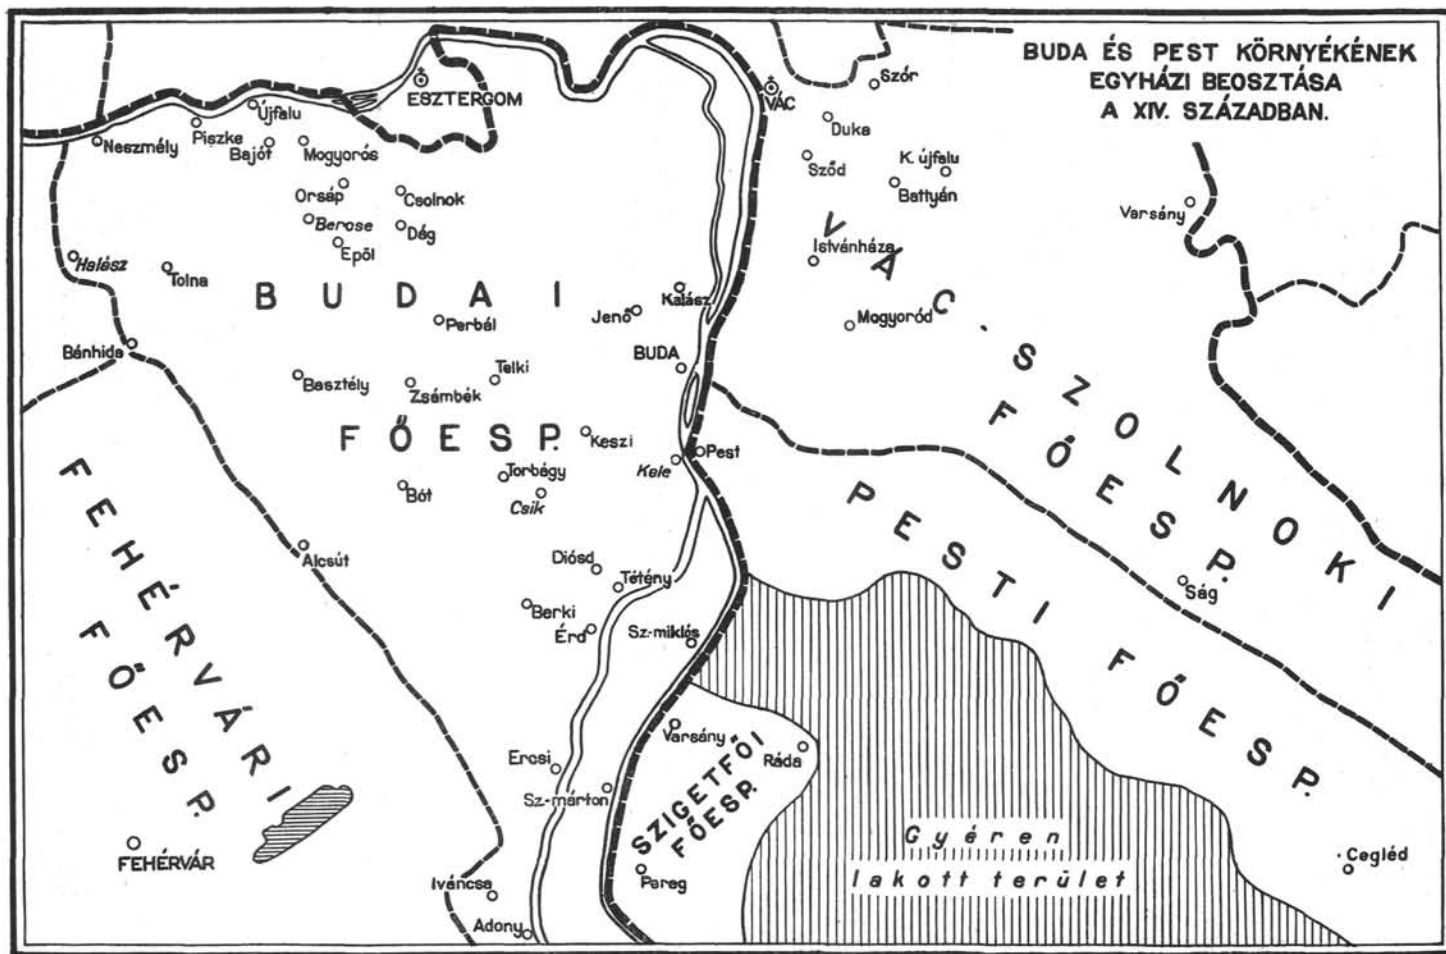 BUDA ÉS PEST KÖRNYÉKÉNEK
EGYHÁZI BEOSZTÁSA
A XIV. SZÁZADBAN.
ESZTERGOM
VÁC
Szór
Újfalu
Piszke
Neszmély
Bajót
Mogyorós
Duka
Sződ
K. újfalu
Battyán
Orsáp
Csolnok
Berose
Dág
Epöl
Varsány
Istvánháza
Halász
Tolna
BUDAI
FŐESP.
Kalász
Jenő
Perbál
Mogyoród
VÁC-SZOLNOKI
FŐESP.
Bánhida
BUDA
Basztély
Zsámbék
Telki
Keszi
Kele
Pest
Torbágy
Bót
Csik
PESTI FŐESP.
FEHÉRVÁRI
FŐESP.
Alcsút
Diósd
Tétény
Berki
Érd
Sz.-miklós
Ság
Varsány
Ráda
Ercsi
Sz.-márton
SZIGETFŐI
FŐESP.
FEHÉRVÁR
Gyéren
lakott terület
Pereg
Cegléd
Iváncsa
Adony